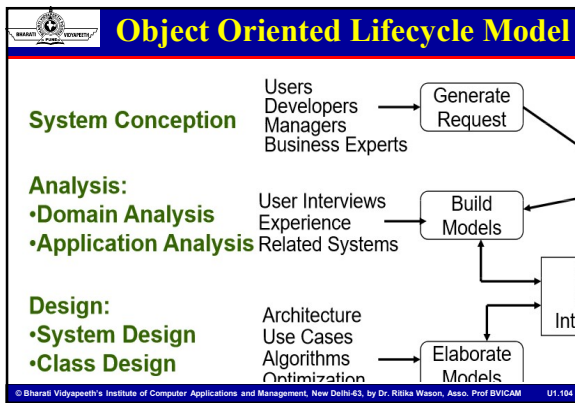 BHARATI VIDYAPEETH
PUNE
Object Oriented Lifecycle Model
System Conception
Users
Developers
Managers
Business Experts
Generate
Request
Analysis:
•Domain Analysis
•Application Analysis
User Interviews
Experience
Related Systems
Build
Models
Design:
•System Design
•Class Design
Architecture
Use Cases
Algorithms
Optimization
Elaborate
Models
Int
© Bharati Vidyapeeth's Institute of Computer Applications and Management, New Delhi-63, by Dr. Ritika Wason, Asso. Prof BVICAM U1.104